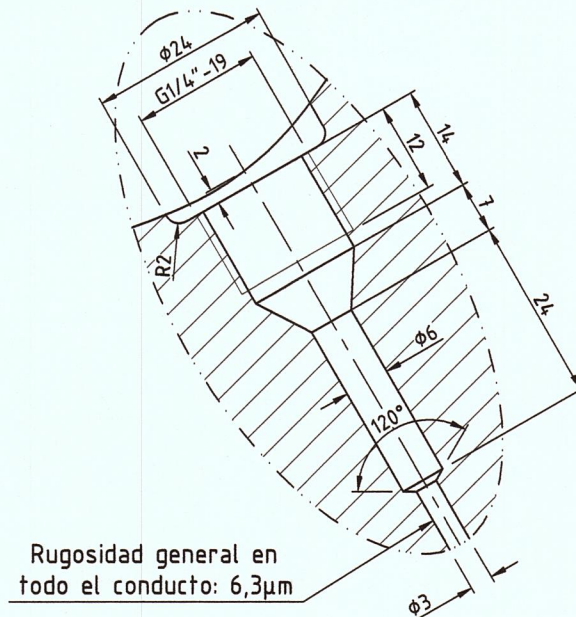 Φ24
G1/4"-19
2
14
12
7
R2
24
Φ6
120°
Rugosidad general en
todo el conducto: 6,3μm
Φ3